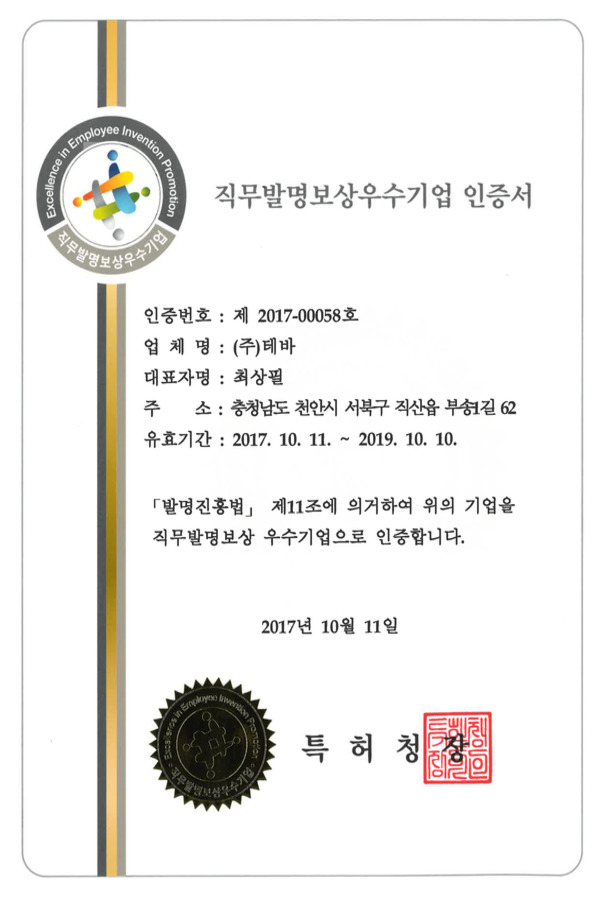 Excellence in Employee Invention Promotion
직무발명보상우수기업
직무발명보상우수기업 인증서
인증번호 : 제 2017-00058호
업 체 명 : (주)테바
대표자명 : 최상필
주 소 : 충청남도 천안시 서북구 직산읍 부송1길 62
유효기간 : 2017. 10. 11. ~ 2019. 10. 10.
「발명진흥법」 제11조에 의거하여 위의 기업을
직무발명보상 우수기업으로 인증합니다.
2017년 10월 11일
Excellence in Employee Invention Promotion
직무발명보상우수기업
특 허 청 장